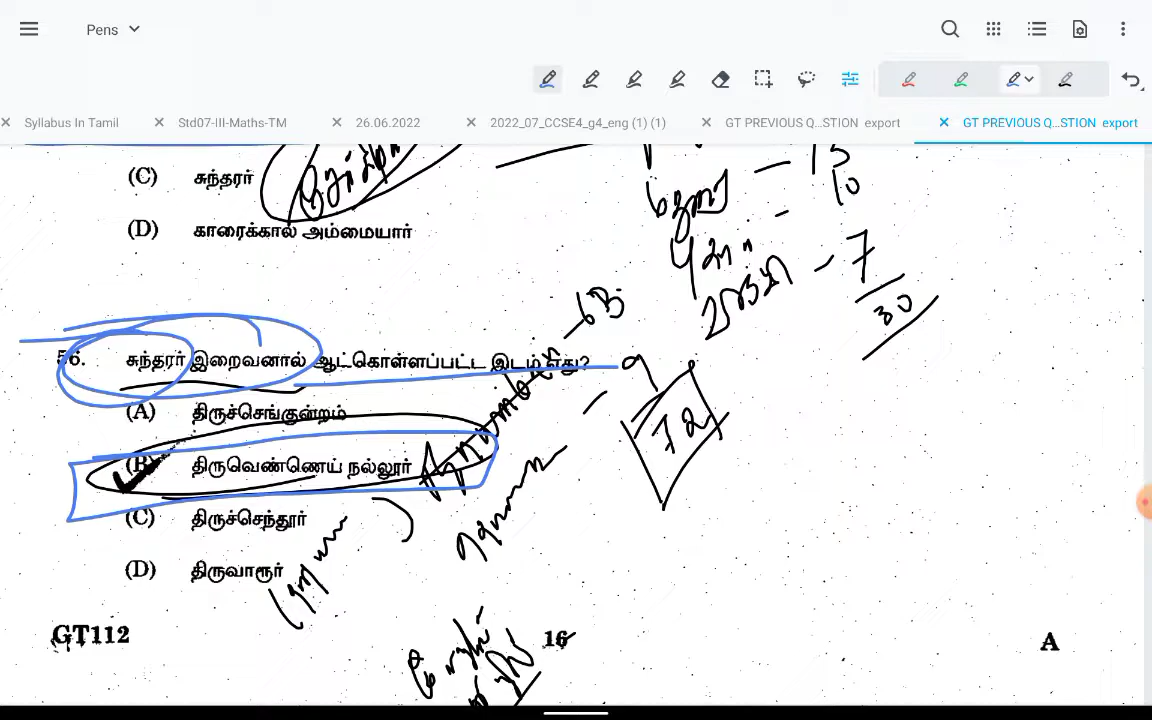 Pens
Syllabus In Tamil
Std07-III-Maths-TM
26.06.2022
2022_07_CCSE4_g4_eng (1) (1)
GT PREVIOUS Q...STION export
GT PREVIOUS Q...STION export
(C) சுந்தரர்
(D) காரைக்கால் அம்மையார்
15
10
7
30
63
56. சுந்தரர் இறைவனால் ஆட்கொள்ளப்பட்ட இடம் எது?
9
72
(A) திருச்செங்குன்றம்
(B) திருவெண்ணெய் நல்லூர்
(C) திருச்செந்தூர்
(D) திருவாரூர்
GT112
16
A